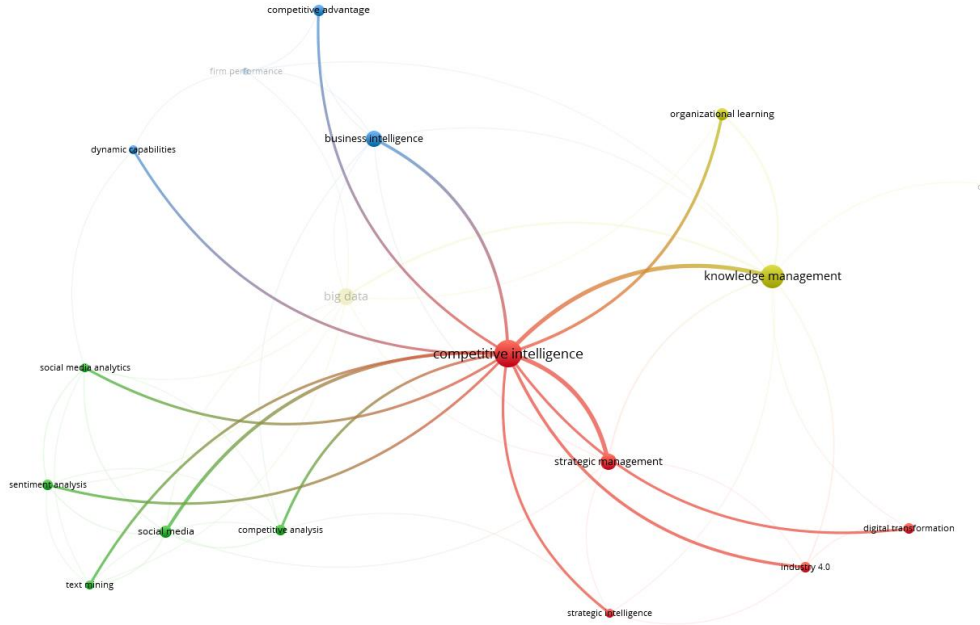 competitive advantage
firm performance
organizational learning
business intelligence
dynamic capabilities
knowledge management
big data
competitive intelligence
social media analytics
strategic management
sentiment analysis
digital transformation
social media
competitive analysis
industry 4.0
text mining
strategic intelligence